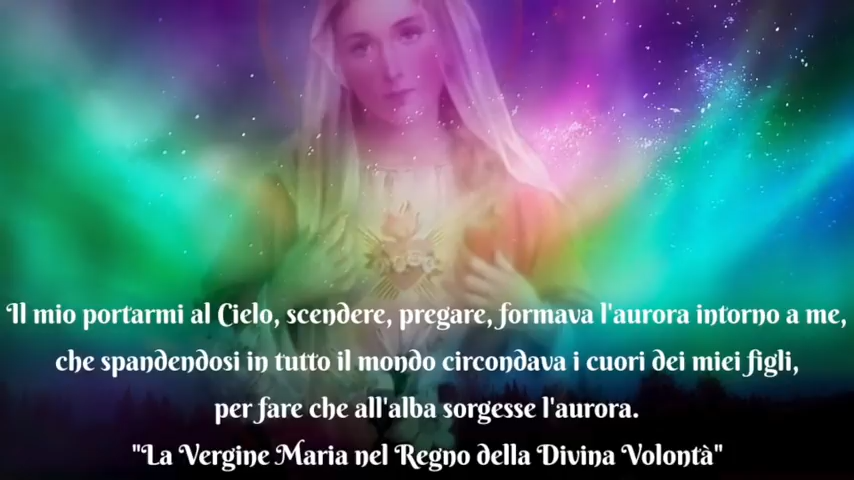 Il mio portarmi al Cielo, scendere, pregare, formava l'aurora intorno a me,
che spandendosi in tutto il mondo circondava i cuori dei miei figli,
per fare che all'alba sorgesse l'aurora.
"La Vergine Maria nel Regno della Divina Volontà"